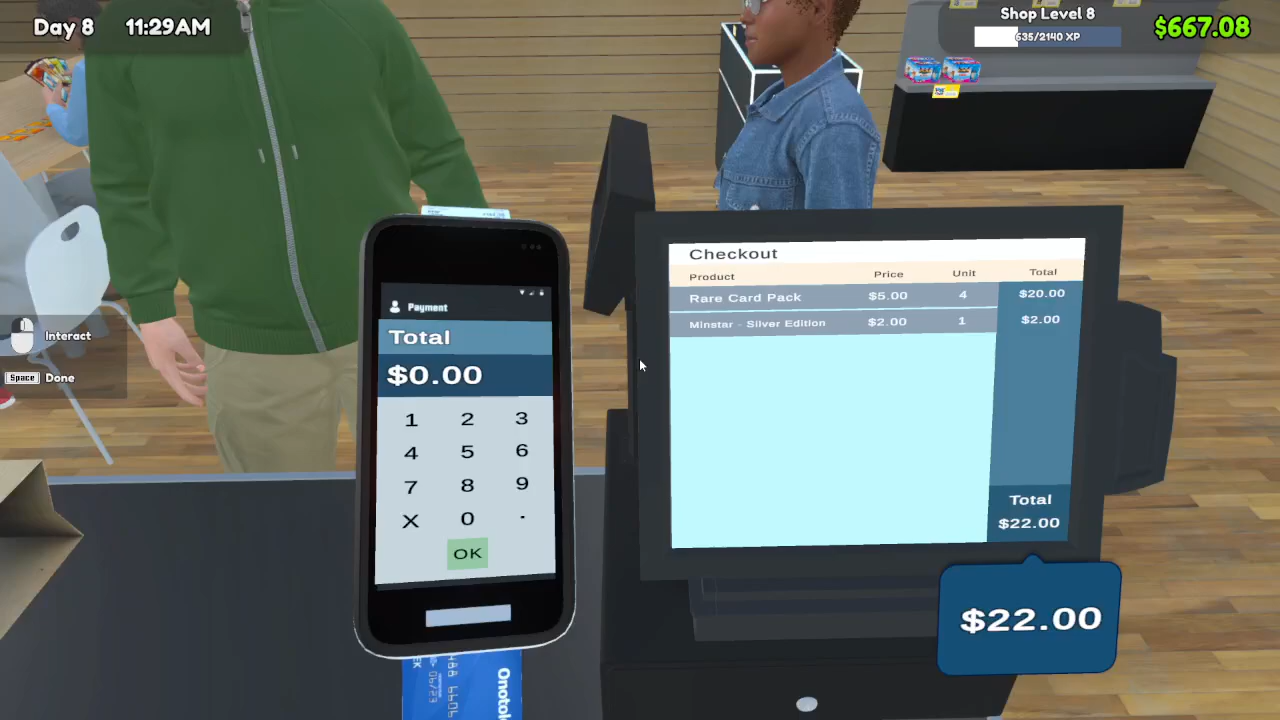 Day 8 11:29AM
Shop Level 8
635/2140 XP
$667.08
Interact
Space Done
Payment
Total
$0.00
1 2 3
4 5 6
7 8 9
X 0 .
OK
Checkout
Product Price Unit Total
Rare Card Pack $5.00 4 $20.00
Minstar - Silver Edition $2.00 1 $2.00
Total
$22.00
$22.00